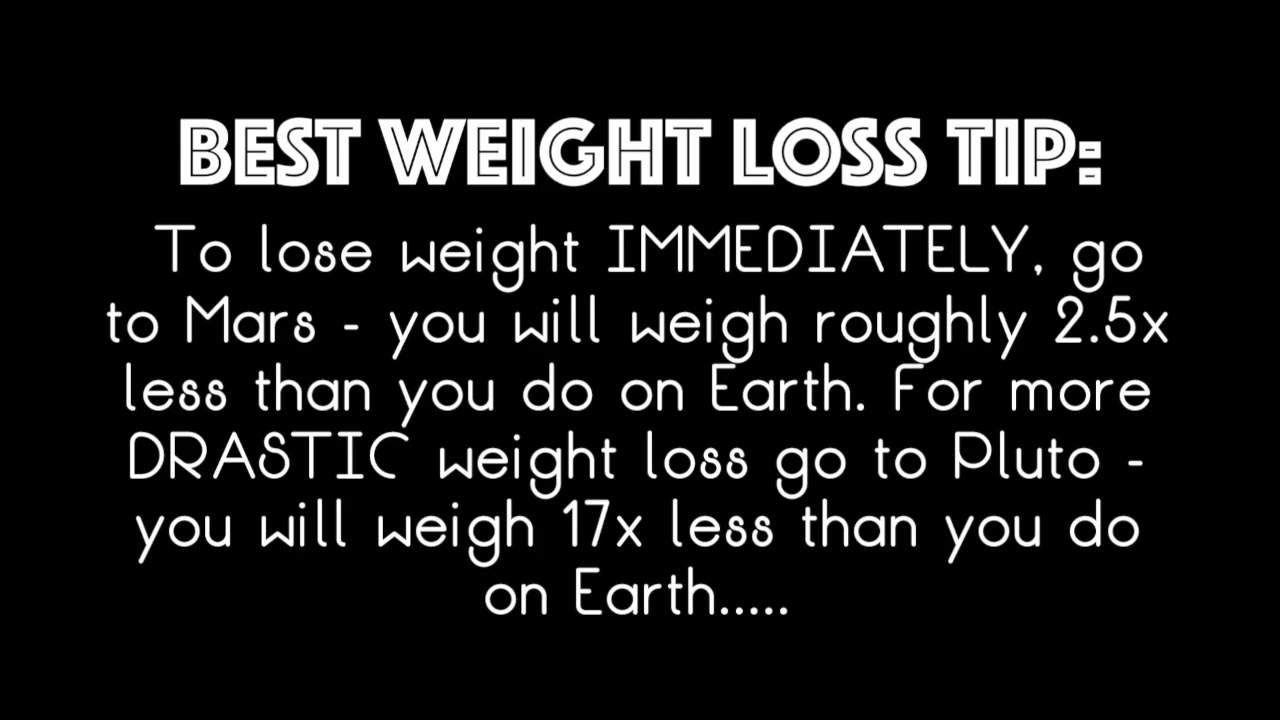 BEST WEIGHT LOSS TIP:
To lose weight IMMEDIATELY, go
to Mars - you will weigh roughly 2.5x
less than you do on Earth. For more
DRASTIC weight loss go to Pluto -
you will weigh 17x less than you do
on Earth.....